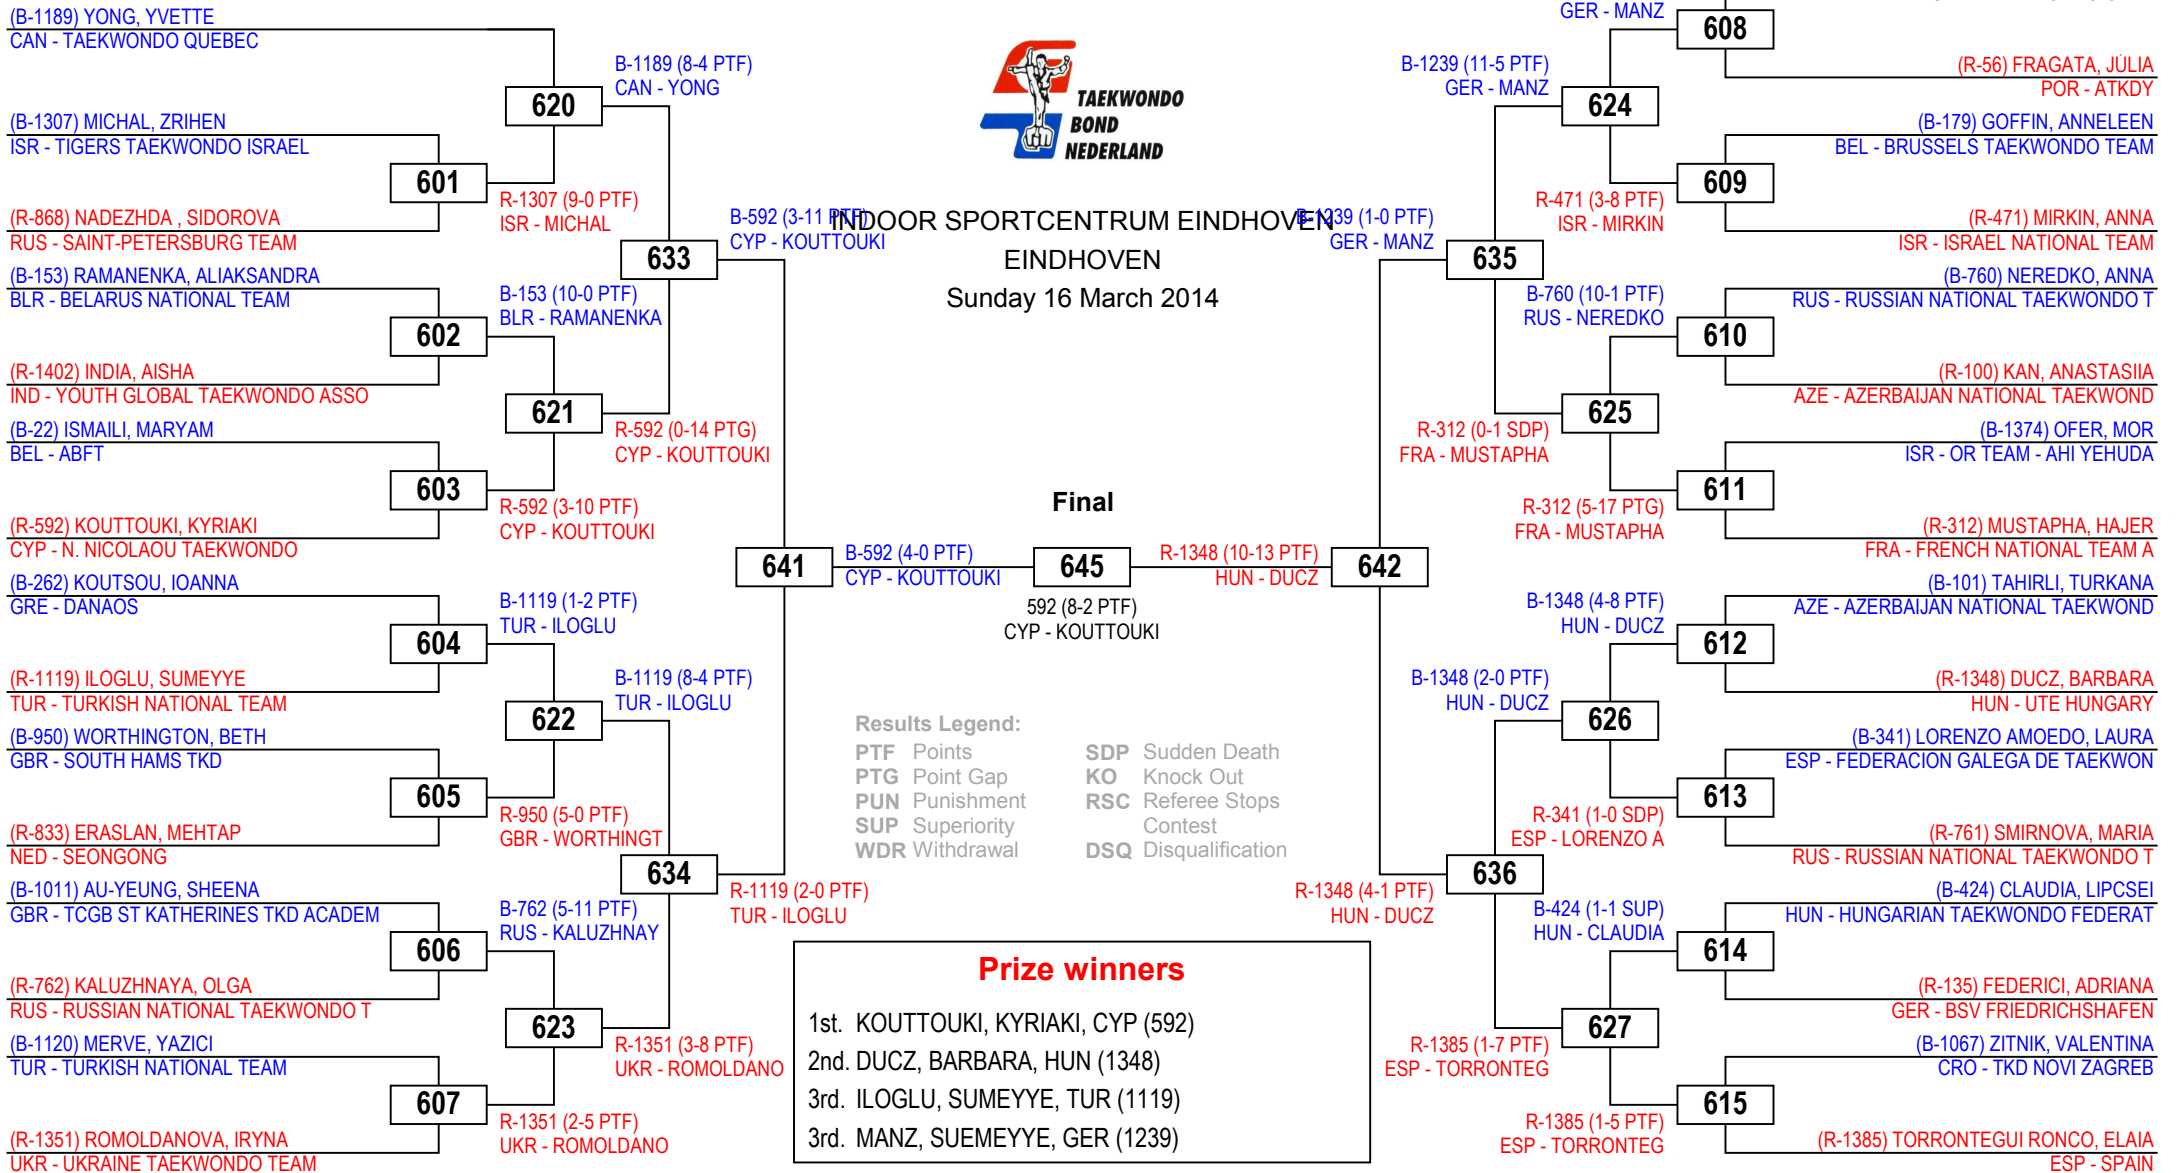 (B-1189) YONG, YVETTE
CAN - TAEKWONDO QUEBEC
(B-1307) MICHAL, ZRIHEN
ISR - TIGERS TAEKWONDO ISRAEL
(R-868) NADEZHDA , SIDOROVA
RUS - SAINT-PETERSBURG TEAM
(B-153) RAMANENKA, ALIAKSANDRA
BLR - BELARUS NATIONAL TEAM
(R-1402) INDIA, AISHA
IND - YOUTH GLOBAL TAEKWONDO ASSO
(B-22) ISMAILI, MARYAM
BEL - ABFT
(R-592) KOUTTOUKI, KYRIAKI
CYP - N. NICOLAOU TAEKWONDO
(B-262) KOUTSOU, IOANNA
GRE - DANAOS
(R-1119) ILOGLU, SUMEYYE
TUR - TURKISH NATIONAL TEAM
(B-950) WORTHINGTON, BETH
GBR - SOUTH HAMS TKD
(R-833) ERASLAN, MEHTAP
NED - SEONGONG
(B-1011) AU-YEUNG, SHEENA
GBR - TCGB ST KATHERINES TKD ACADEM
(R-762) KALUZHNAYA, OLGA
RUS - RUSSIAN NATIONAL TAEKWONDO T
(B-1120) MERVE, YAZICI
TUR - TURKISH NATIONAL TEAM
(R-1351) ROMOLDANOVA, IRYNA
UKR - UKRAINE TAEKWONDO TEAM
601
602
603
604
605
606
607
R-1307 (9-0 PTF)
ISR - MICHAL
B-153 (10-0 PTF)
BLR - RAMANENKA
R-592 (3-10 PTF)
CYP - KOUTTOUKI
B-1119 (1-2 PTF)
TUR - ILOGLU
R-950 (5-0 PTF)
GBR - WORTHINGT
B-762 (5-11 PTF)
RUS - KALUZHNAY
R-1351 (2-5 PTF)
UKR - ROMOLDANO
620
621
622
623
B-1189 (8-4 PTF)
CAN - YONG
R-592 (0-14 PTG)
CYP - KOUTTOUKI
B-1119 (8-4 PTF)
TUR - ILOGLU
R-1351 (3-8 PTF)
UKR - ROMOLDANO
633
634
B-592 (3-11 PTF)
CYP - KOUTTOUKI
R-1119 (2-0 PTF)
TUR - ILOGLU
641
B-592 (4-0 PTF)
CYP - KOUTTOUKI
TAEKWONDO
BOND
NEDERLAND
INDOOR SPORTCENTRUM EINDHOVEN
EINDHOVEN
Sunday 16 March 2014
Final
645
592 (8-2 PTF)
CYP - KOUTTOUKI
Results Legend:
PTF Points SDP Sudden Death
PTG Point Gap KO Knock Out
PUN Punishment RSC Referee Stops
SUP Superiority Contest
WDR Withdrawal DSQ Disqualification
Prize winners
1st. KOUTTOUKI, KYRIAKI, CYP (592)
2nd. DUCZ, BARBARA, HUN (1348)
3rd. ILOGLU, SUMEYYE, TUR (1119)
3rd. MANZ, SUEMEYYE, GER (1239)
R-1348 (10-13 PTF)
HUN - DUCZ
642
B-1239 (1-0 PTF)
GER - MANZ
R-1348 (4-1 PTF)
HUN - DUCZ
635
636
B-1239 (11-5 PTF)
GER - MANZ
R-312 (0-1 SDP)
FRA - MUSTAPHA
B-1348 (2-0 PTF)
HUN - DUCZ
R-1385 (1-7 PTF)
ESP - TORRONTEG
624
625
626
627
GER - MANZ
R-471 (3-8 PTF)
ISR - MIRKIN
B-760 (10-1 PTF)
RUS - NEREDKO
R-312 (5-17 PTG)
FRA - MUSTAPHA
B-1348 (4-8 PTF)
HUN - DUCZ
R-341 (1-0 SDP)
ESP - LORENZO A
B-424 (1-1 SUP)
HUN - CLAUDIA
R-1385 (1-5 PTF)
ESP - TORRONTEG
608
609
610
611
612
613
614
615
(R-56) FRAGATA, JÚLIA
POR - ATKDY
(B-179) GOFFIN, ANNELEEN
BEL - BRUSSELS TAEKWONDO TEAM
(R-471) MIRKIN, ANNA
ISR - ISRAEL NATIONAL TEAM
(B-760) NEREDKO, ANNA
RUS - RUSSIAN NATIONAL TAEKWONDO T
(R-100) KAN, ANASTASIIA
AZE - AZERBAIJAN NATIONAL TAEKWOND
(B-1374) OFER, MOR
ISR - OR TEAM - AHI YEHUDA
(R-312) MUSTAPHA, HAJER
FRA - FRENCH NATIONAL TEAM A
(B-101) TAHIRLI, TURKANA
AZE - AZERBAIJAN NATIONAL TAEKWOND
(R-1348) DUCZ, BARBARA
HUN - UTE HUNGARY
(B-341) LORENZO AMOEDO, LAURA
ESP - FEDERACION GALEGA DE TAEKWON
(R-761) SMIRNOVA, MARIA
RUS - RUSSIAN NATIONAL TAEKWONDO T
(B-424) CLAUDIA, LIPCSEI
HUN - HUNGARIAN TAEKWONDO FEDERAT
(R-135) FEDERICI, ADRIANA
GER - BSV FRIEDRICHSHAFEN
(B-1067) ZITNIK, VALENTINA
CRO - TKD NOVI ZAGREB
(R-1385) TORRONTEGUI RONCO, ELAIA
ESP - SPAIN